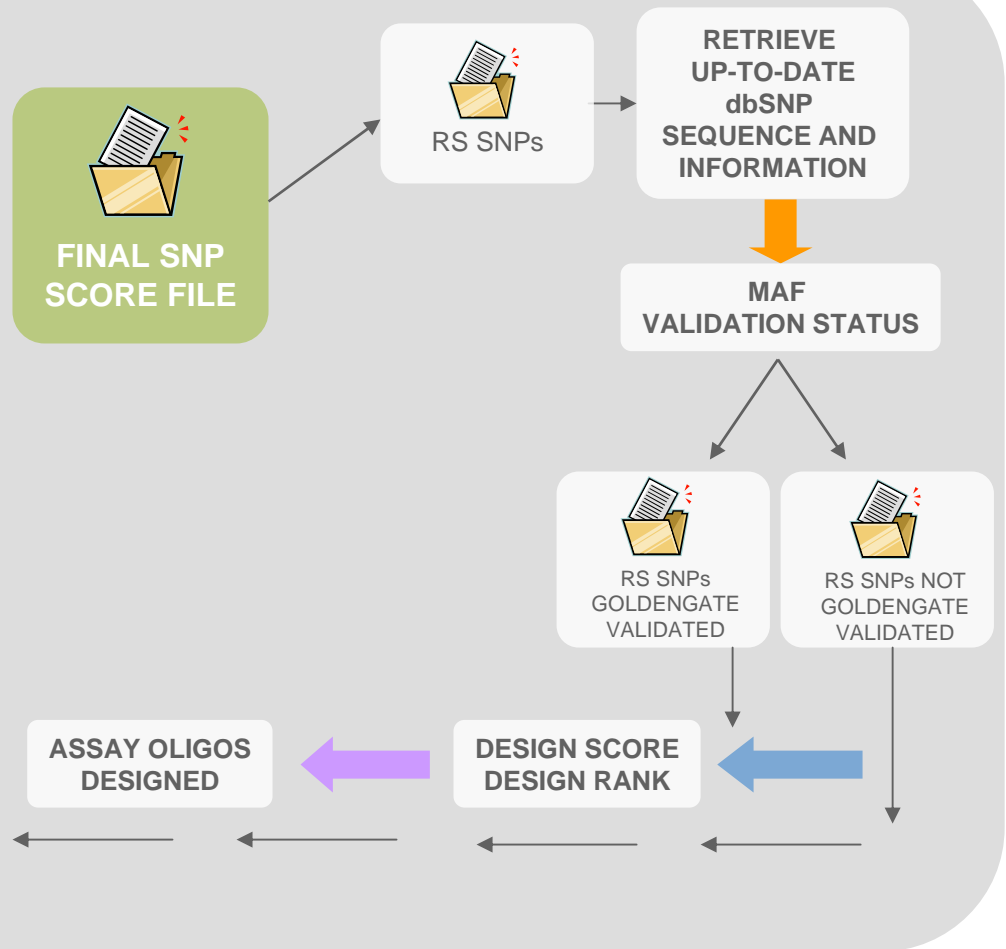 FINAL SNP
SCORE FILE
RS SNPs
RETRIEVE
UP-TO-DATE
dbSNP
SEQUENCE AND
INFORMATION
MAF
VALIDATION STATUS
RS SNPs
GOLDENGATE
VALIDATED
RS SNPs NOT
GOLDENGATE
VALIDATED
DESIGN SCORE
DESIGN RANK
ASSAY OLIGOS
DESIGNED